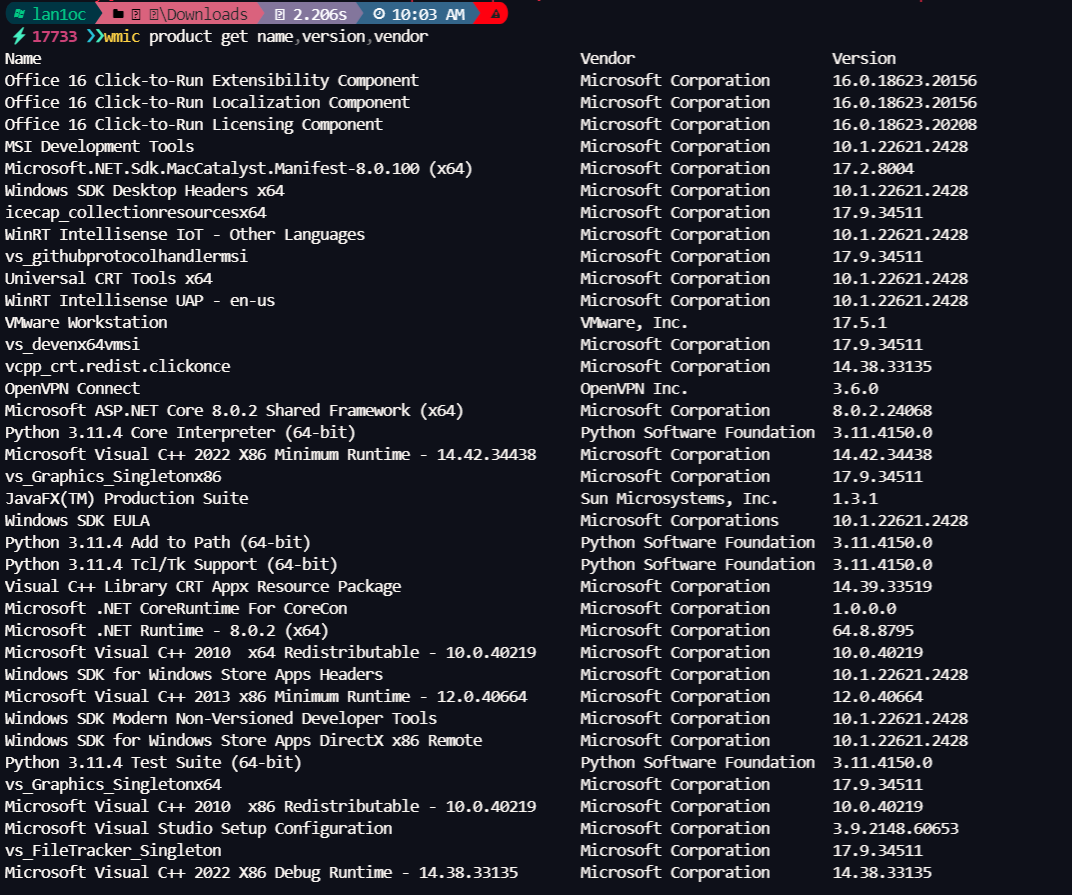 lan1oc \Downloads 2.206s 10:03 AM
17733 ❯❯wmic product get name,version,vendor
Name Vendor Version
Office 16 Click-to-Run Extensibility Component Microsoft Corporation 16.0.18623.20156
Office 16 Click-to-Run Localization Component Microsoft Corporation 16.0.18623.20156
Office 16 Click-to-Run Licensing Component Microsoft Corporation 16.0.18623.20208
MSI Development Tools Microsoft Corporation 10.1.22621.2428
Microsoft.NET.Sdk.MacCatalyst.Manifest-8.0.100 (x64) Microsoft Corporation 17.2.8004
Windows SDK Desktop Headers x64 Microsoft Corporation 10.1.22621.2428
icecap_collectionresourcesx64 Microsoft Corporation 17.9.34511
WinRT Intellisense IoT - Other Languages Microsoft Corporation 10.1.22621.2428
vs_githubprotocolhandlermsi Microsoft Corporation 17.9.34511
Universal CRT Tools x64 Microsoft Corporation 10.1.22621.2428
WinRT Intellisense UAP - en-us Microsoft Corporation 10.1.22621.2428
VMware Workstation VMware, Inc. 17.5.1
vs_devenx64vmsi Microsoft Corporation 17.9.34511
vcpp_crt.redist.clickonce Microsoft Corporation 14.38.33135
OpenVPN Connect OpenVPN Inc. 3.6.0
Microsoft ASP.NET Core 8.0.2 Shared Framework (x64) Microsoft Corporation 8.0.2.24068
Python 3.11.4 Core Interpreter (64-bit) Python Software Foundation 3.11.4150.0
Microsoft Visual C++ 2022 X86 Minimum Runtime - 14.42.34438 Microsoft Corporation 14.42.34438
vs_Graphics_Singletonx86 Microsoft Corporation 17.9.34511
JavaFX(TM) Production Suite Sun Microsystems, Inc. 1.3.1
Windows SDK EULA Microsoft Corporations 10.1.22621.2428
Python 3.11.4 Add to Path (64-bit) Python Software Foundation 3.11.4150.0
Python 3.11.4 Tcl/Tk Support (64-bit) Python Software Foundation 3.11.4150.0
Visual C++ Library CRT Appx Resource Package Microsoft Corporation 14.39.33519
Microsoft .NET CoreRuntime For CoreCon Microsoft Corporation 1.0.0.0
Microsoft .NET Runtime - 8.0.2 (x64) Microsoft Corporation 64.8.8795
Microsoft Visual C++ 2010  x64 Redistributable - 10.0.40219 Microsoft Corporation 10.0.40219
Windows SDK for Windows Store Apps Headers Microsoft Corporation 10.1.22621.2428
Microsoft Visual C++ 2013 x86 Minimum Runtime - 12.0.40664 Microsoft Corporation 12.0.40664
Windows SDK Modern Non-Versioned Developer Tools Microsoft Corporation 10.1.22621.2428
Windows SDK for Windows Store Apps DirectX x86 Remote Microsoft Corporation 10.1.22621.2428
Python 3.11.4 Test Suite (64-bit) Python Software Foundation 3.11.4150.0
vs_Graphics_Singletonx64 Microsoft Corporation 17.9.34511
Microsoft Visual C++ 2010  x86 Redistributable - 10.0.40219 Microsoft Corporation 10.0.40219
Microsoft Visual Studio Setup Configuration Microsoft Corporation 3.9.2148.60653
vs_FileTracker_Singleton Microsoft Corporation 17.9.34511
Microsoft Visual C++ 2022 X86 Debug Runtime - 14.38.33135 Microsoft Corporation 14.38.33135